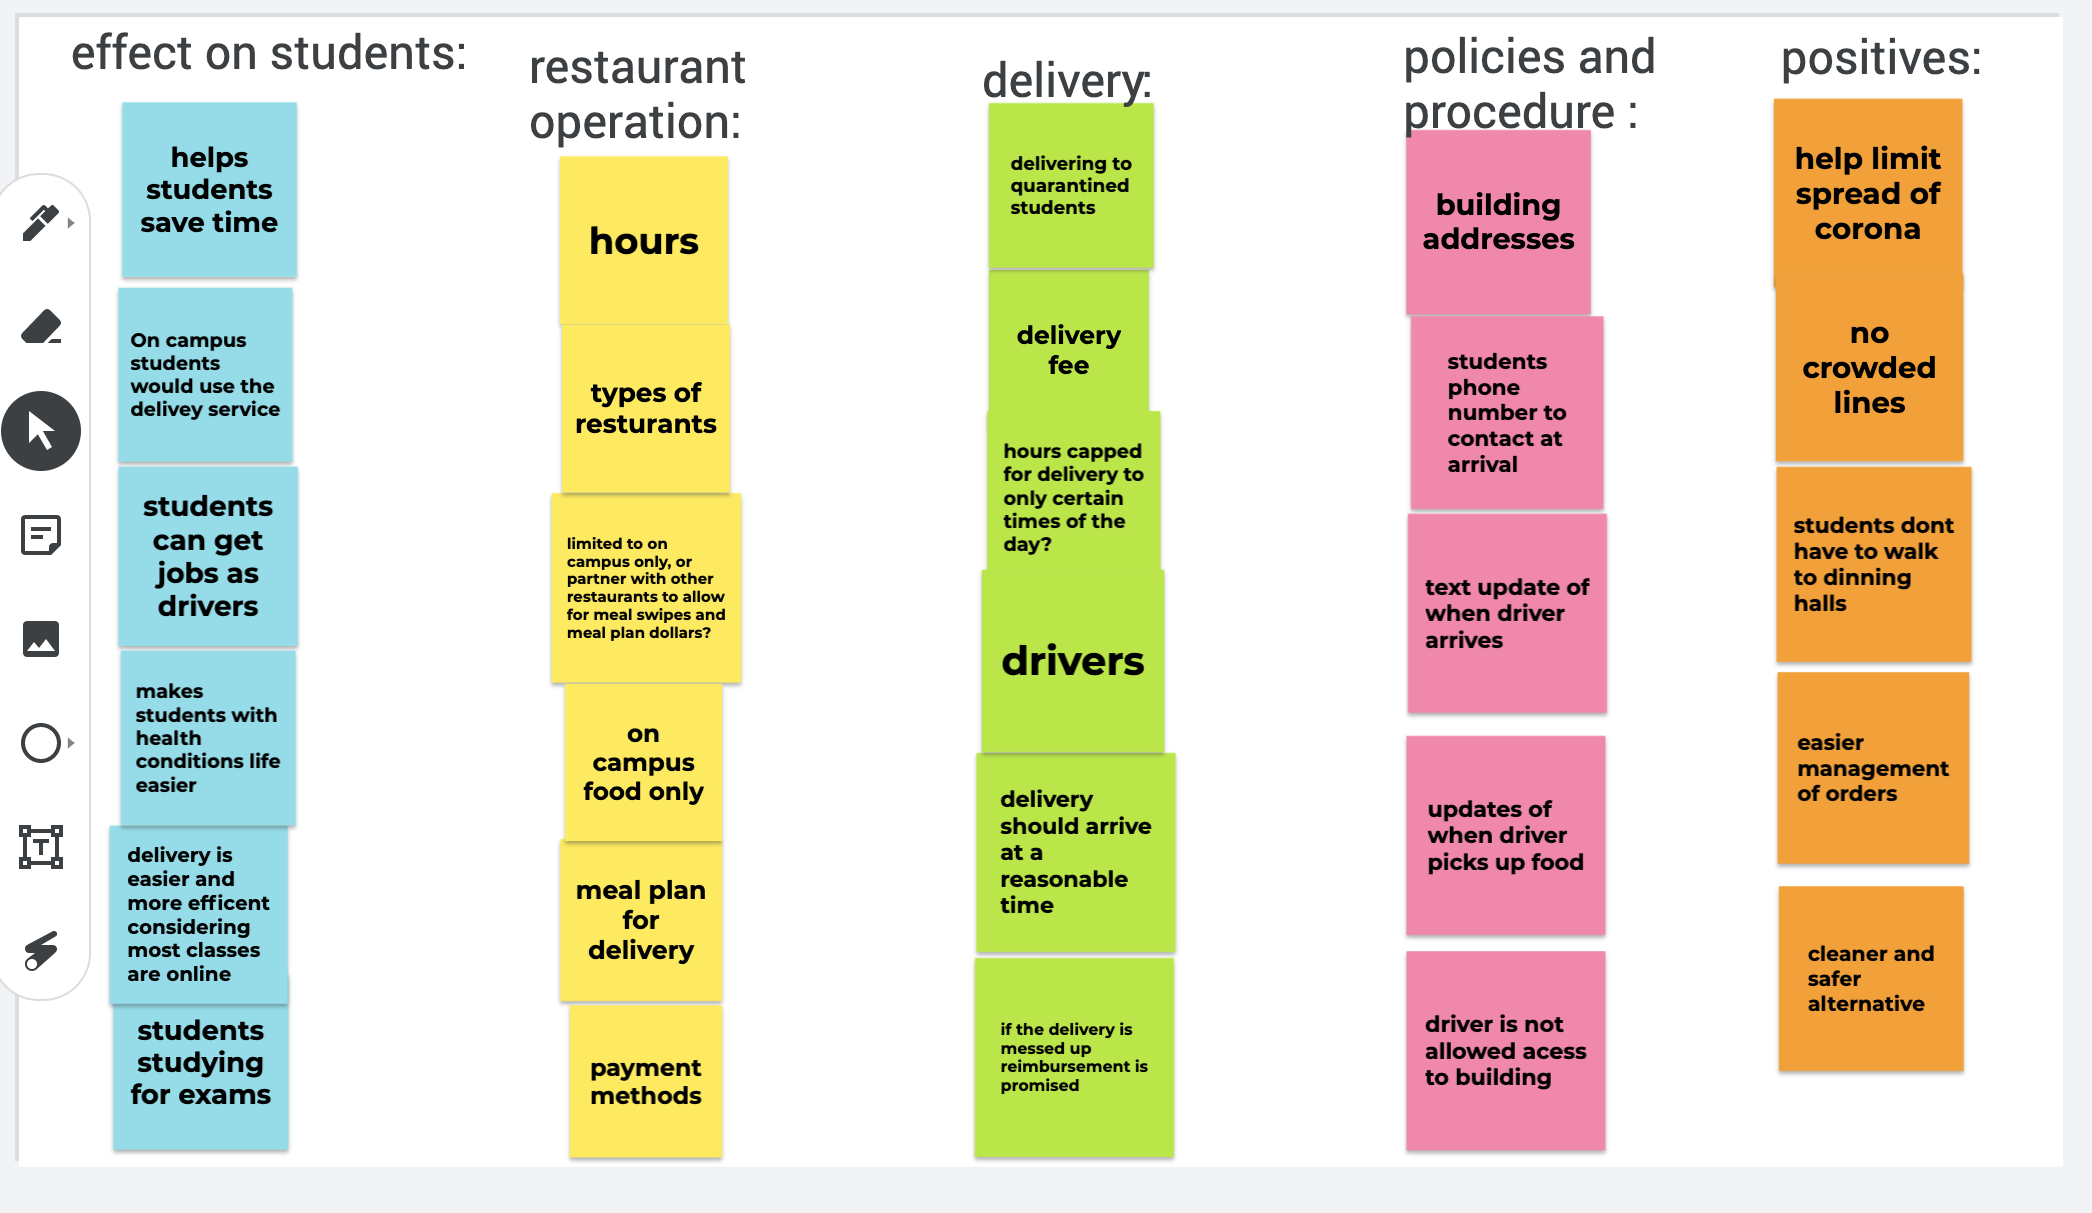 effect on students:
helps
students
save time
On campus
students
would use the
delivey service
students
can get
jobs as
drivers
makes
students with
health
conditions life
easier
delivery is
easier and
more efficent
considering
most classes
are online
students
studying
for exams
restaurant
operation:
hours
types of
resturants
limited to on
campus only, or
partner with other
restaurants to allow
for meal swipes and
meal plan dollars?
on
campus
food only
meal plan
for
delivery
payment
methods
delivery:
delivering to
quarantined
students
delivery
fee
hours capped
for delivery to
only certain
times of the
day?
drivers
delivery
should arrive
at a
reasonable
time
if the delivery is
messed up
reimbursement is
promised
policies and
procedure :
building
addresses
students
phone
number to
contact at
arrival
text update of
when driver
arrives
updates of
when driver
picks up food
driver is not
allowed acess
to building
positives:
help limit
spread of
corona
no
crowded
lines
students dont
have to walk
to dinning
halls
easier
management
of orders
cleaner and
safer
alternative